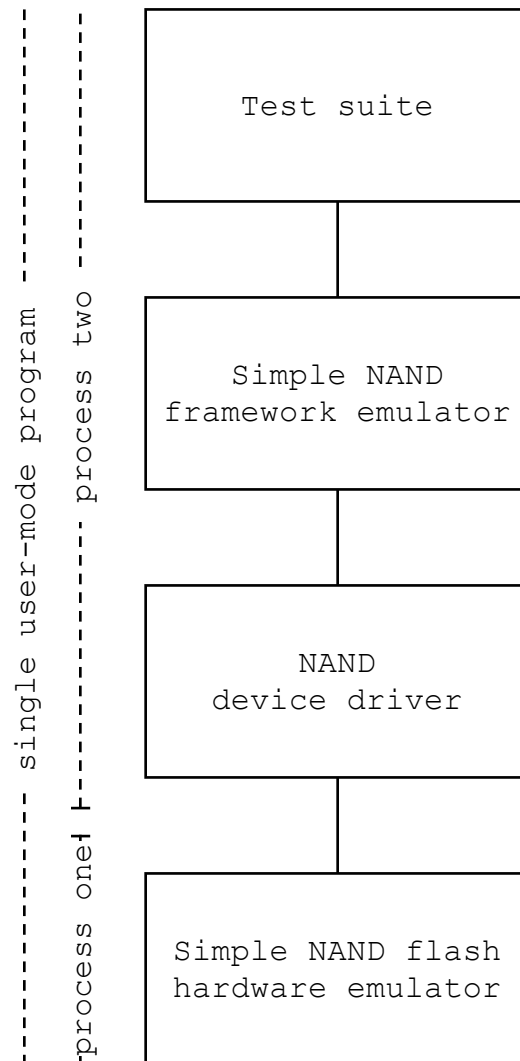 Test suite
Simple NAND
framework emulator
NAND
device driver
Simple NAND flash
hardware emulator
single user-mode program
process two
process one